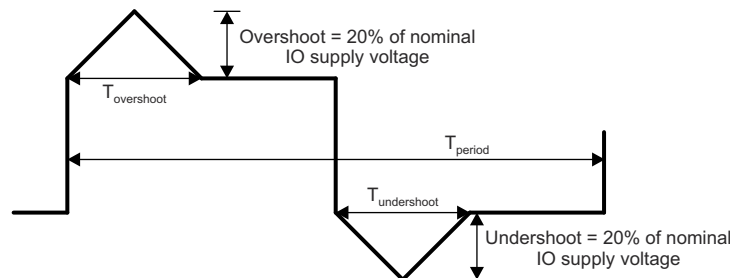 Overshoot = 20% of nominal
IO supply voltage
Tovershoot
Tperiod
Tundershoot
Undershoot = 20% of nominal
IO supply voltage